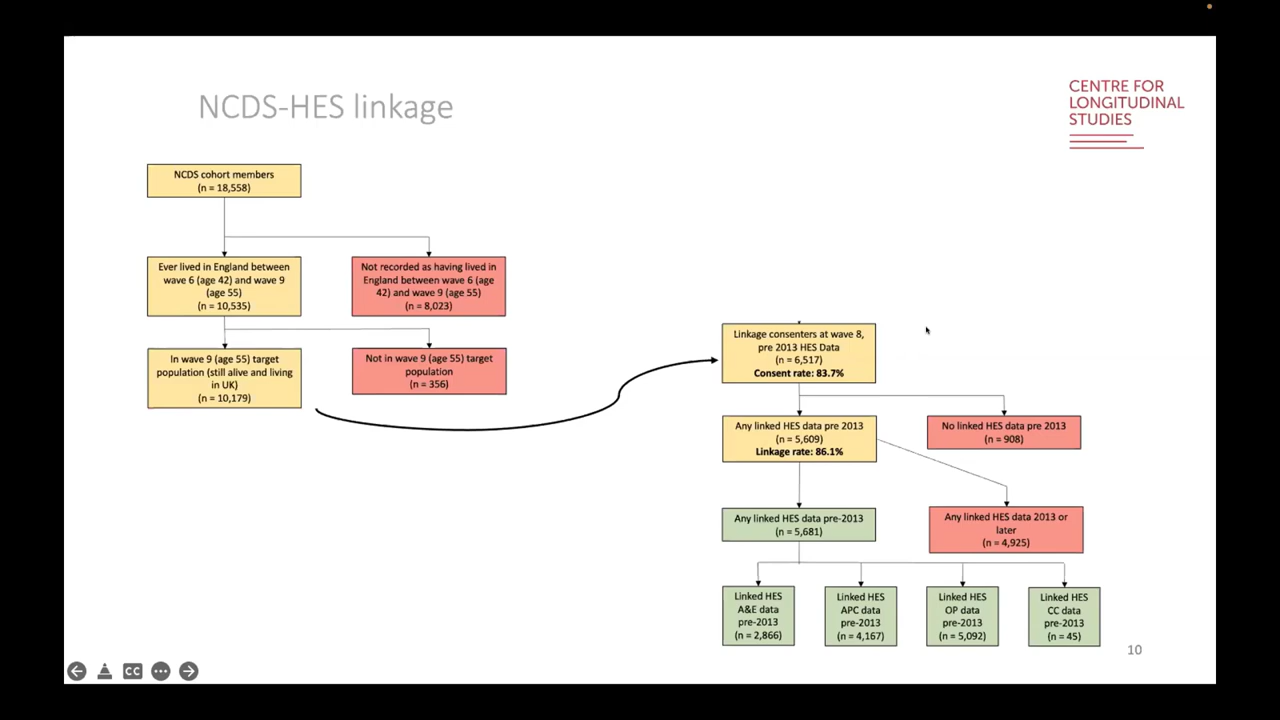 NCDS-HES linkage
CENTRE FOR
LONGITUDINAL
STUDIES
NCDS cohort members
(n = 18,558)
Ever lived in England between
wave 6 (age 42) and wave 9
(age 55)
(n = 10,535)
Not recorded as having lived in
England between wave 6 (age
42) and wave 9 (age 55)
(n = 8,023)
In wave 9 (age 55) target
population (still alive and living
in UK)
(n = 10,179)
Not in wave 9 (age 55) target
population
(n = 356)
Linkage consenters at wave 8,
pre 2013 HES Data
(n = 6,517)
Consent rate: 83.7%
Any linked HES data pre 2013
(n = 5,609)
Linkage rate: 86.1%
No linked HES data pre 2013
(n = 908)
Any linked HES data pre-2013
(n = 5,681)
Any linked HES data 2013 or
later
(n = 4,925)
Linked HES
A&E data
pre-2013
(n = 2,866)
Linked HES
APC data
pre-2013
(n = 4,167)
Linked HES
OP data
pre-2013
(n = 5,092)
Linked HES
CC data
pre-2013
(n = 45)
10
CC